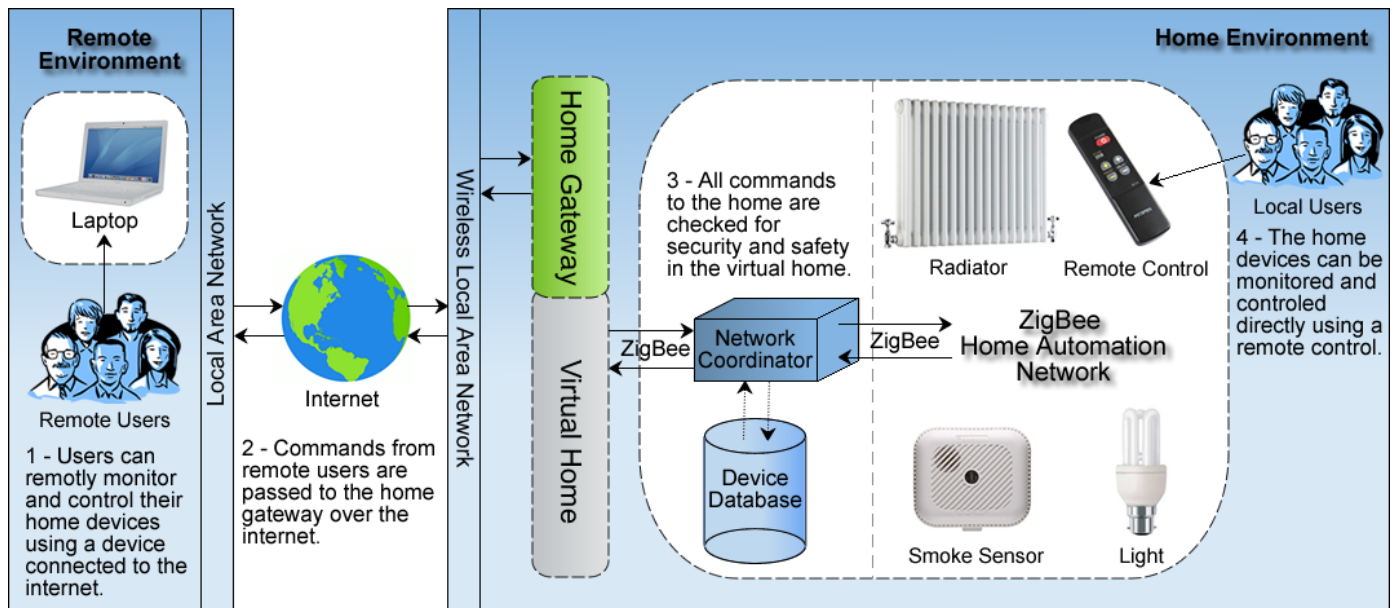 Remote
Environment
Laptop
Remote Users
1 - Users can
remotly monitor
and control their
home devices
using a device
connected to the
internet.
Local Area Network
Internet
2 - Commands from
remote users are
passed to the home
gateway over the
internet.
Wireless Local Area Network
Home Gateway
Virtual Home
3 - All commands
to the home are
checked for
security and safety
in the virtual home.
ZigBee
Network
Coordinator
ZigBee
Device
Database
Radiator
Remote Control
ZigBee
Home Automation
Network
Smoke Sensor
Light
Home Environment
Local Users
4 - The home
devices can be
monitored and
controled
directly using a
remote control.